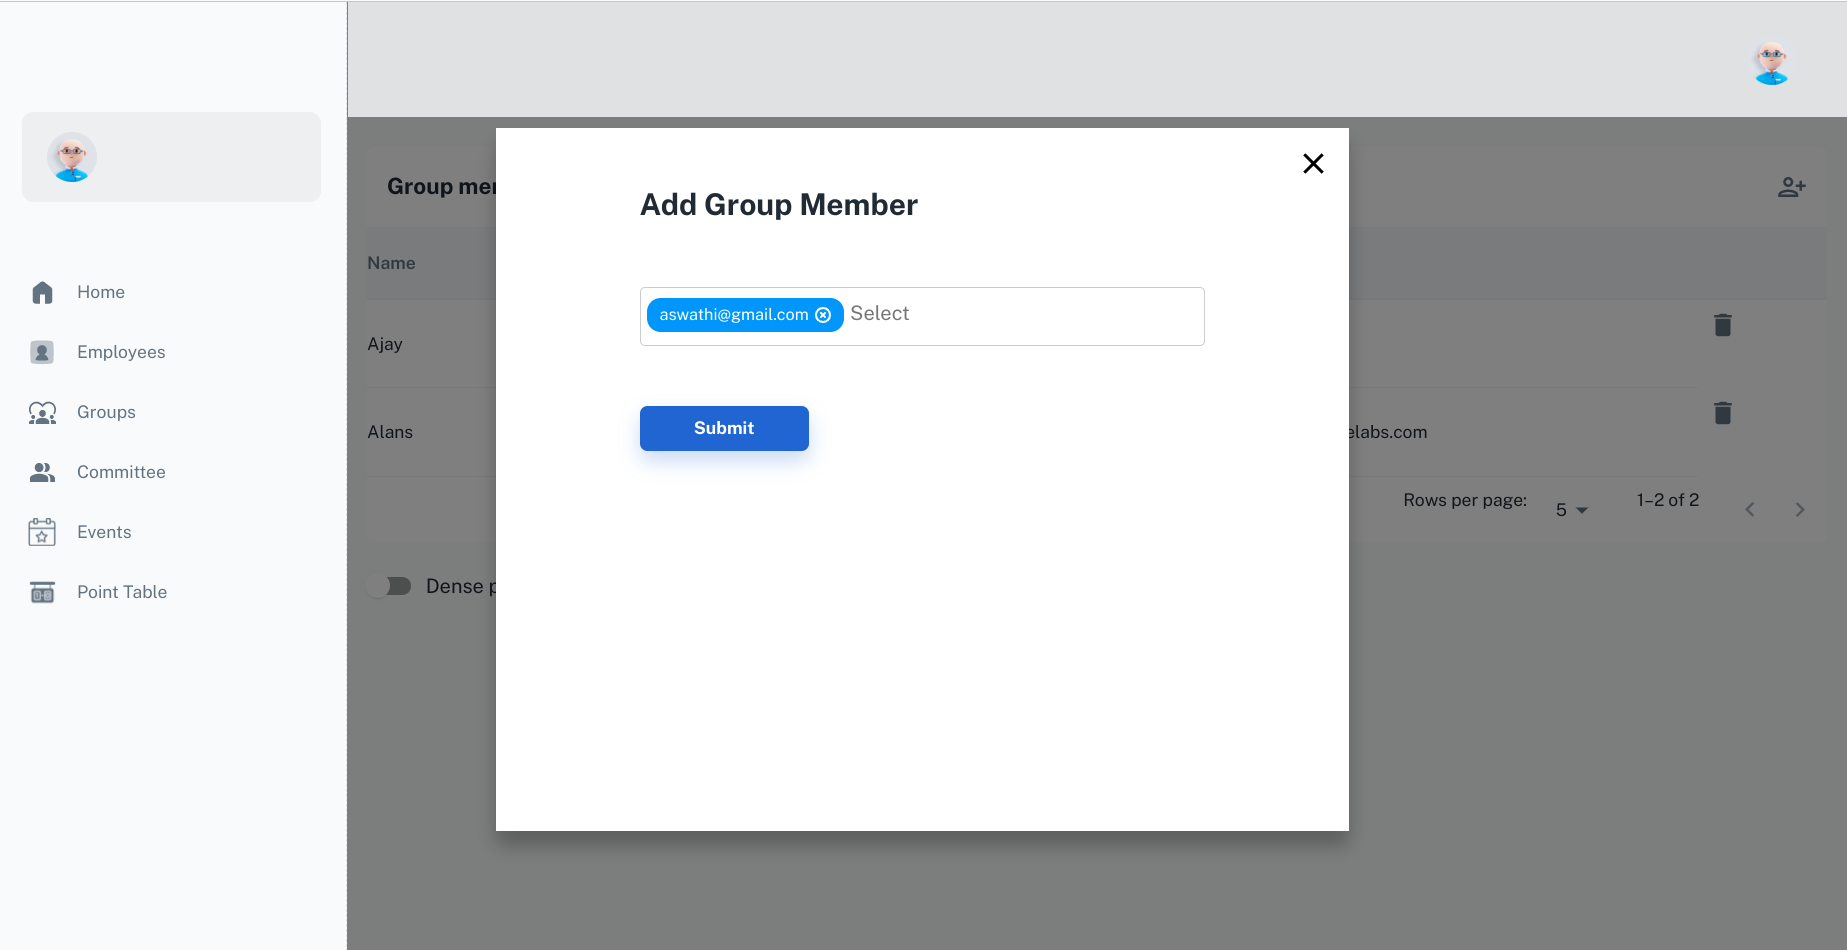 Home
Employees
Groups
Committee
Events
Point Table
Group mem
Name
Ajay
Alans
elabs.com
Rows per page: 5 1–2 of 2
Dense p
Add Group Member
aswathi@gmail.com Select
Submit